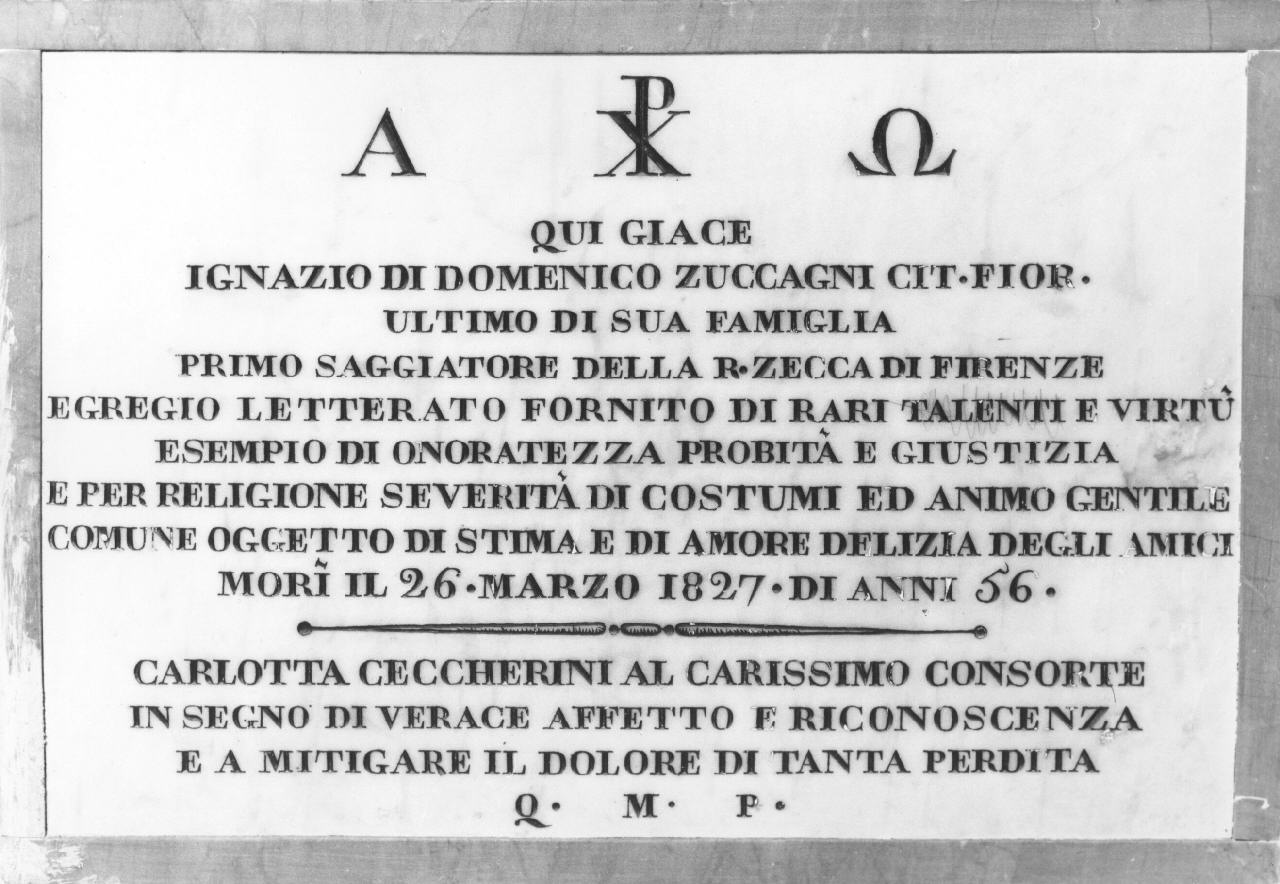 Α ☧ Ω
QUI GIACE
IGNAZIO DI DOMENICO ZUCCAGNI CIT·FIOR·
ULTIMO DI SUA FAMIGLIA
PRIMO SAGGIATORE DELLA R·ZECCA DI FIRENZE
EGREGIO LETTERATO FORNITO DI RARI TALENTI E VIRTÙ
ESEMPIO DI ONORATEZZA PROBITÀ E GIUSTIZIA
E PER RELIGIONE SEVERITÀ DI COSTUMI ED ANIMO GENTILE
COMUNE OGGETTO DI STIMA E DI AMORE DELIZIA DEGLI AMICI
MORÌ IL 26·MARZO 1827·DI ANNI 56·
CARLOTTA CECCHERINI AL CARISSIMO CONSORTE
IN SEGNO DI VERACE AFFETTO E RICONOSCENZA
E A MITIGARE IL DOLORE DI TANTA PERDITA
Q· M· P·